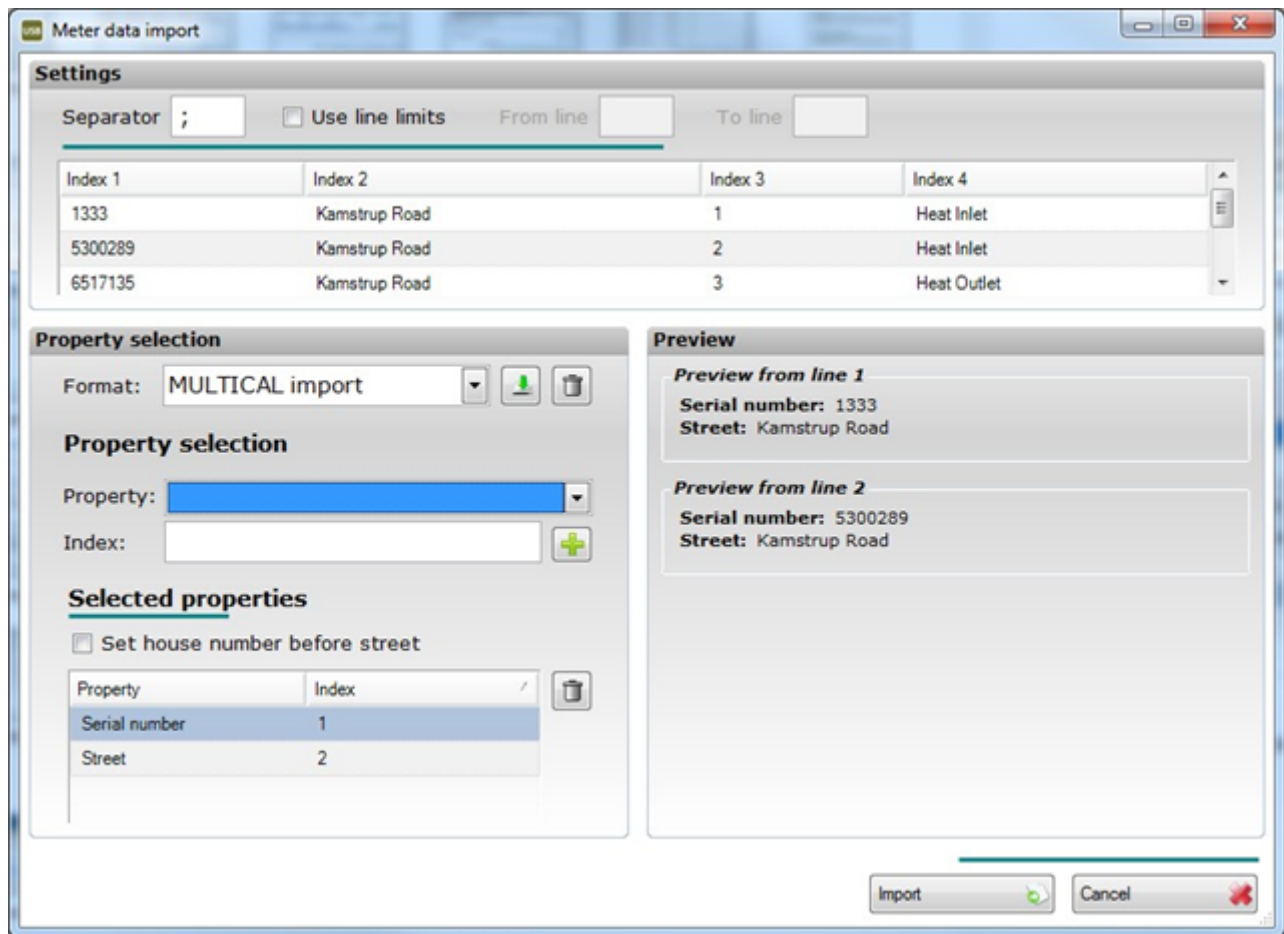 USB Meter data import
Settings
Separator ; Use line limits From line To line
Index 1 Index 2 Index 3 Index 4
1333 Kamstrup Road 1 Heat Inlet
5300289 Kamstrup Road 2 Heat Inlet
6517135 Kamstrup Road 3 Heat Outlet
Property selection
Format: MULTICAL import
Property selection
Property:
Index:
Selected properties
Set house number before street
Property Index
Serial number 1
Street 2
Preview
Preview from line 1
Serial number: 1333
Street: Kamstrup Road
Preview from line 2
Serial number: 5300289
Street: Kamstrup Road
Import Cancel